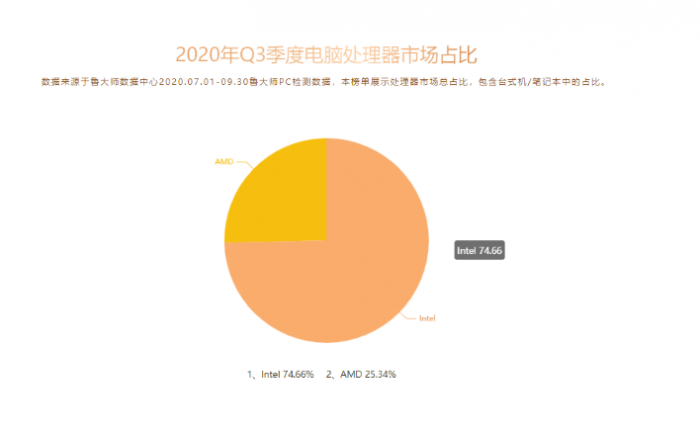 2020年Q3季度电脑处理器市场占比
数据来源于鲁大师数据中心2020.07.01-09.30鲁大师PC检测数据，本榜单展示处理器市场总占比，包含台式机/笔记本中的占比。
AMD
Intel 74.66
Intel
1、Intel 74.66% 2、AMD 25.34%